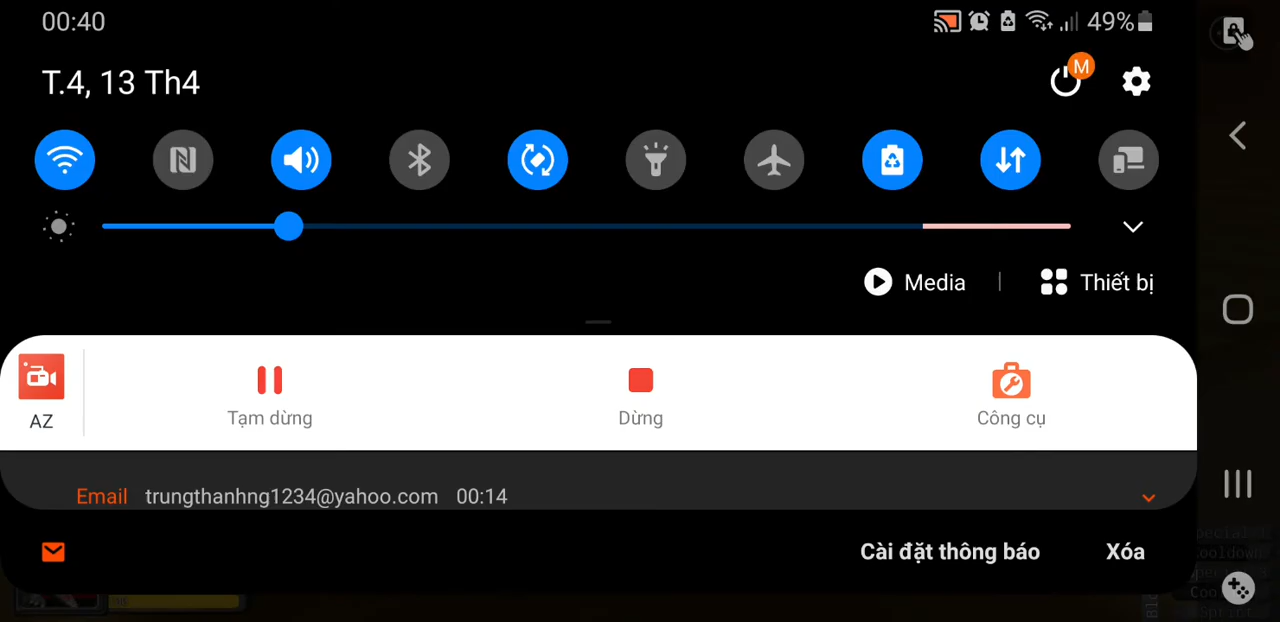 00:40
49%
T.4, 13 Th4
M
Media | Thiết bị
AZ
Tạm dừng
Dừng
Công cụ
Email trungthanhng1234@yahoo.com 00:14
Cài đặt thông báo
Xóa